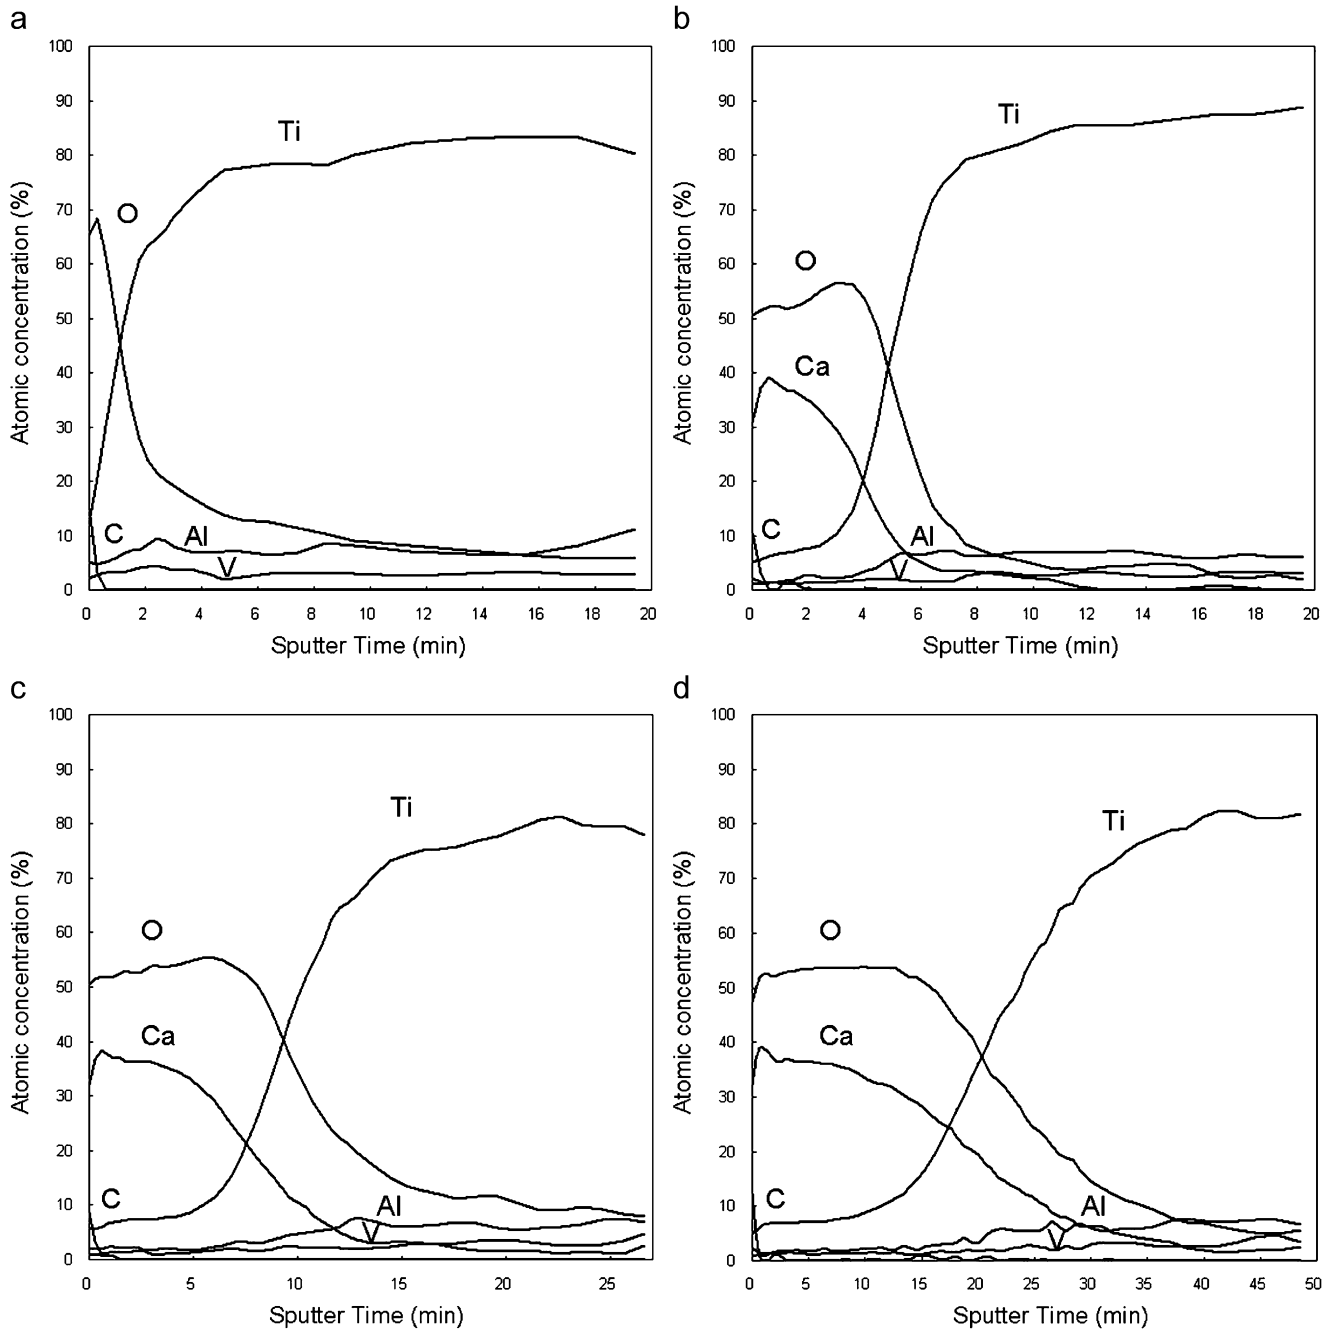 a
100
90
80
70
60
50
40
30
20
10
0
Atomic concentration (%)
Ti
O
C
Al
V
0 2 4 6 8 10 12 14 16 18 20
Sputter Time (min)
b
100
90
80
70
60
50
40
30
20
10
0
Atomic concentration (%)
Ti
O
Ca
C
Al
V
0 2 4 6 8 10 12 14 16 18 20
Sputter Time (min)
c
100
90
80
70
60
50
40
30
20
10
0
Atomic concentration (%)
Ti
O
Ca
C
Al
V
0 5 10 15 20 25
Sputter Time (min)
d
100
90
80
70
60
50
40
30
20
10
0
Atomic concentration (%)
Ti
O
Ca
C
Al
V
0 5 10 15 20 25 30 35 40 45 50
Sputter Time (min)